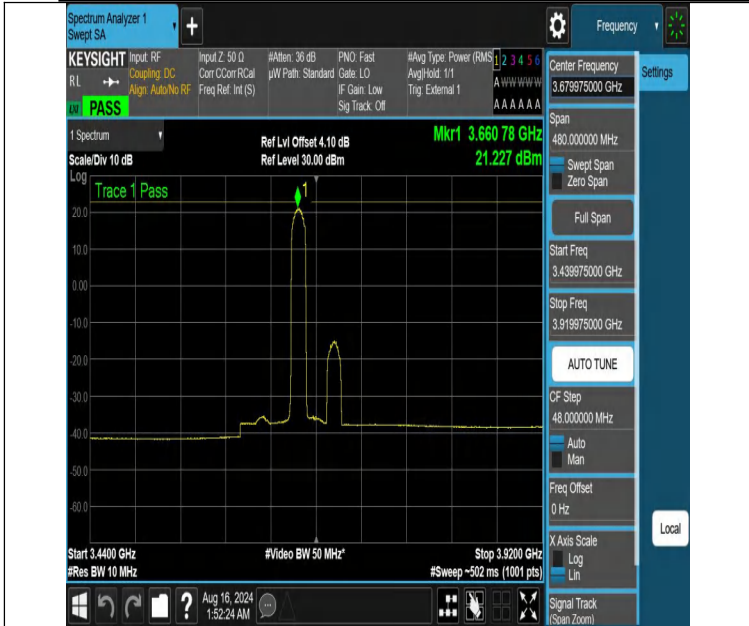 Spectrum Analyzer 1
Swept SA
+
Frequency
KEYSIGHT
RL
LXI PASS
Input: RF
Coupling: DC
Align: Auto/No RF
Input Z: 50 Ω
Corr CCorr RCal
Freq Ref: Int (S)
#Atten: 36 dB
µW Path: Standard
PNO: Fast
Gate: LO
IF Gain: Low
Sig Track: Off
#Avg Type: Power (RMS
Avg|Hold: 1/1
Trig: External 1
1 2 3 4 5 6
A W W W W W
A A A A A A
1 Spectrum
Scale/Div 10 dB
Ref Lvl Offset 4.10 dB
Ref Level 30.00 dBm
Mkr1 3.660 78 GHz
21.227 dBm
Log
Trace 1 Pass
1
20.0
10.0
0.00
-10.0
-20.0
-30.0
-40.0
-50.0
-60.0
Start 3.4400 GHz
#Res BW 10 MHz
#Video BW 50 MHz*
Stop 3.9200 GHz
#Sweep ~502 ms (1001 pts)
?
Aug 16, 2024
1:52:24 AM
Center Frequency
3.679975000 GHz
Settings
Span
480.000000 MHz
Swept Span
Zero Span
Full Span
Start Freq
3.439975000 GHz
Stop Freq
3.919975000 GHz
AUTO TUNE
CF Step
48.000000 MHz
Auto
Man
Freq Offset
0 Hz
X Axis Scale
Log
Lin
Local
Signal Track
(Span Zoom)